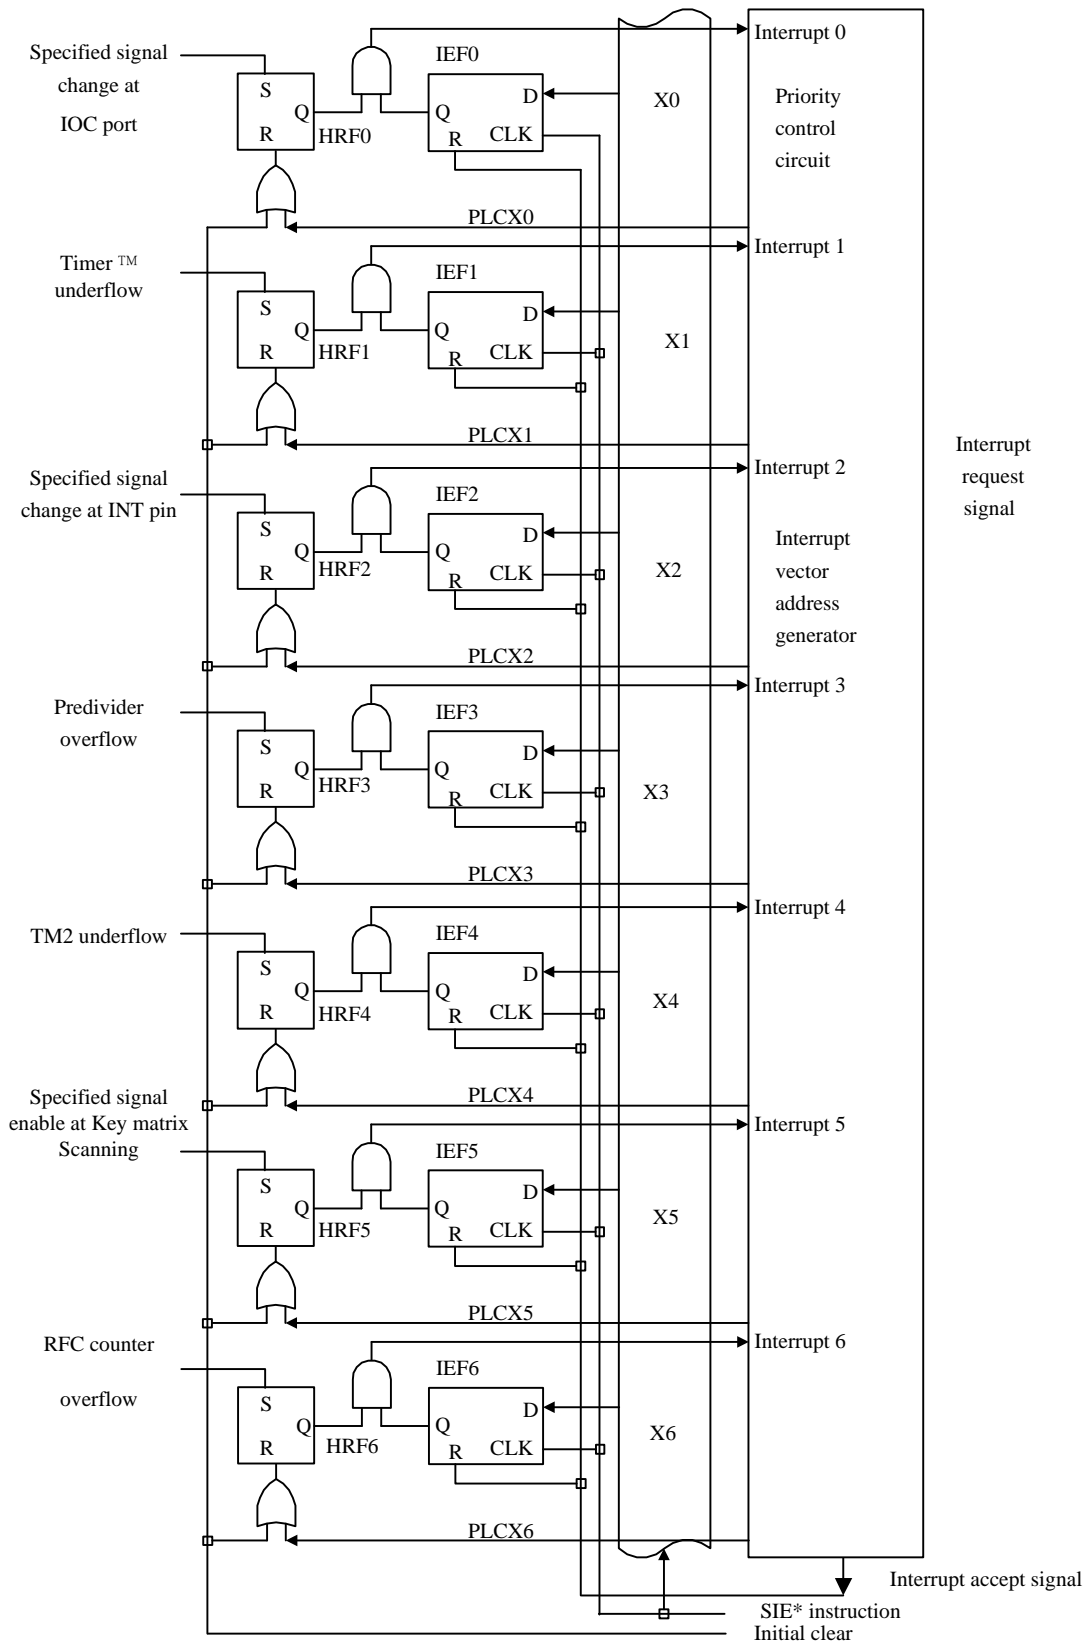 Interrupt 0
Specified signal
change at
IOC port
IEF0
S
Q
R
HRF0
Q
D
R
CLK
X0
Priority
control
circuit
PLCX0
Interrupt 1
Timer TM
underflow
IEF1
S
Q
R
HRF1
Q
D
R
CLK
X1
PLCX1
Interrupt
request
signal
Interrupt 2
Specified signal
change at INT pin
IEF2
S
Q
R
HRF2
Q
D
R
CLK
X2
Interrupt
vector
address
generator
PLCX2
Interrupt 3
Predivider
overflow
IEF3
S
Q
R
HRF3
Q
D
R
CLK
X3
PLCX3
Interrupt 4
TM2 underflow
IEF4
S
Q
R
HRF4
Q
D
R
CLK
X4
PLCX4
Interrupt 5
Specified signal
enable at Key matrix
Scanning
IEF5
S
Q
R
HRF5
Q
D
R
CLK
X5
PLCX5
Interrupt 6
RFC counter
overflow
IEF6
S
Q
R
HRF6
Q
D
R
CLK
X6
PLCX6
Interrupt accept signal
SIE* instruction
Initial clear